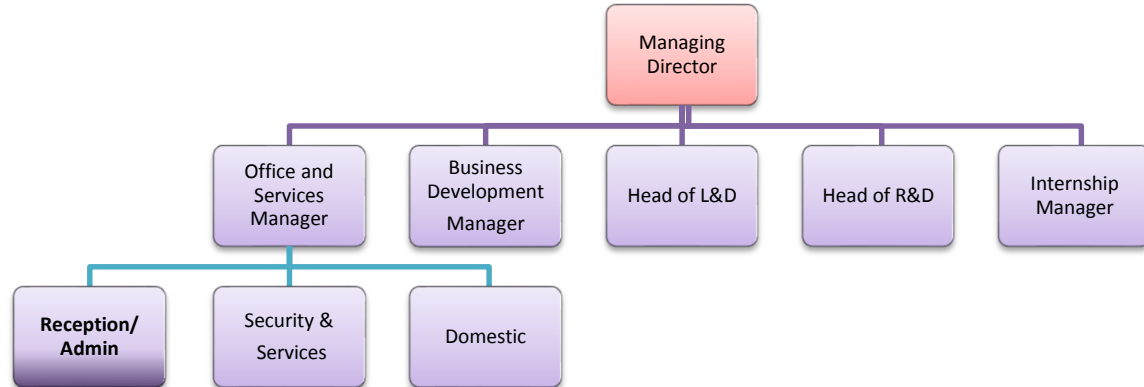 Managing
Director
Office and
Services
Manager
Business
Development
Manager
Head of L&D
Head of R&D
Internship
Manager
Reception/
Admin
Security &
Services
Domestic